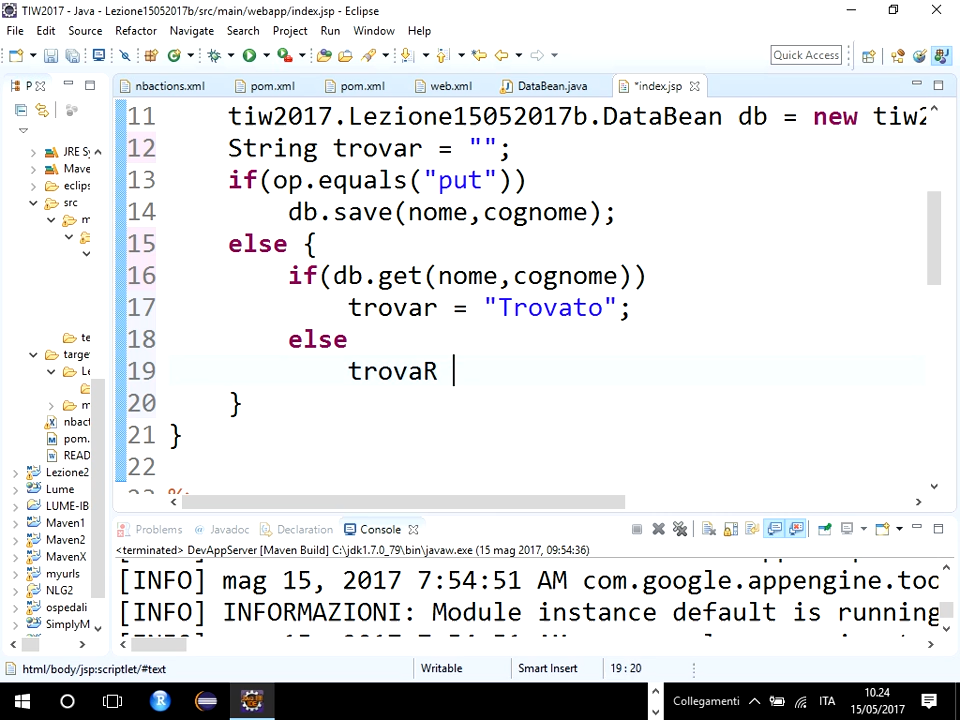 TIW2017 - Java - Lezione15052017b/src/main/webapp/index.jsp - Eclipse
File Edit Source Refactor Navigate Search Project Run Window Help
Quick Access
P nbactions.xml pom.xml pom.xml web.xml DataBean.java *index.jsp
JRE Sy
Mave
eclips
src
m
te
targe
Le
m
nbact
pom.
READ
Lezione2
Lume
LUME-IB
Maven1
Maven2
MavenX
myurls
NLG2
ospedali
SimplyM
11 tiw2017.Lezione15052017b.DataBean db = new tiw2
12 String trovar = "";
13 if(op.equals("put"))
14 db.save(nome,cognome);
15 else {
16 if(db.get(nome,cognome))
17 trovar = "Trovato";
18 else
19 trovaR
20 }
21 }
22
Problems Javadoc Declaration Console
<terminated> DevAppServer [Maven Build] C:\jdk1.7.0_79\bin\javaw.exe (15 mag 2017, 09:54:36)
[INFO] mag 15, 2017 7:54:51 AM com.google.appengine.too
[INFO] INFORMAZIONI: Module instance default is running
html/body/jsp:scriptlet/#text Writable Smart Insert 19 : 20
Collegamenti ITA 10.24
15/05/2017